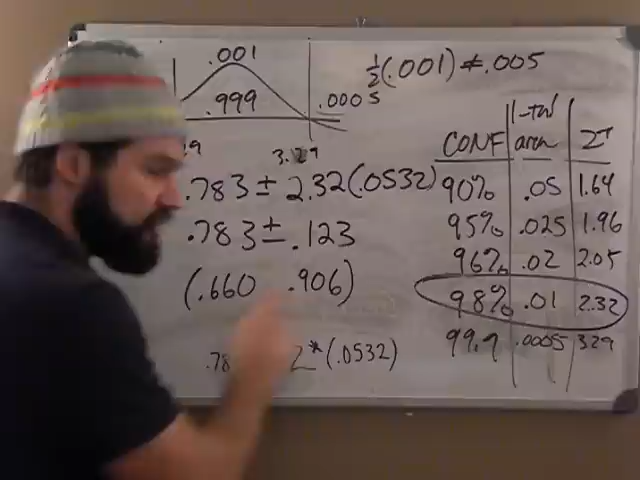 .001
½(.001) ≠ .005
.999
.0005
1-tail
CONF area Z*
3.29
.783 ± 2.32(.0532)
90% .05 1.64
.783 ± .123
95% .025 1.96
96% .02 2.05
(.660 .906)
98% .01 2.32
99.9 .0005 3.29
.78 Z*(.0532)